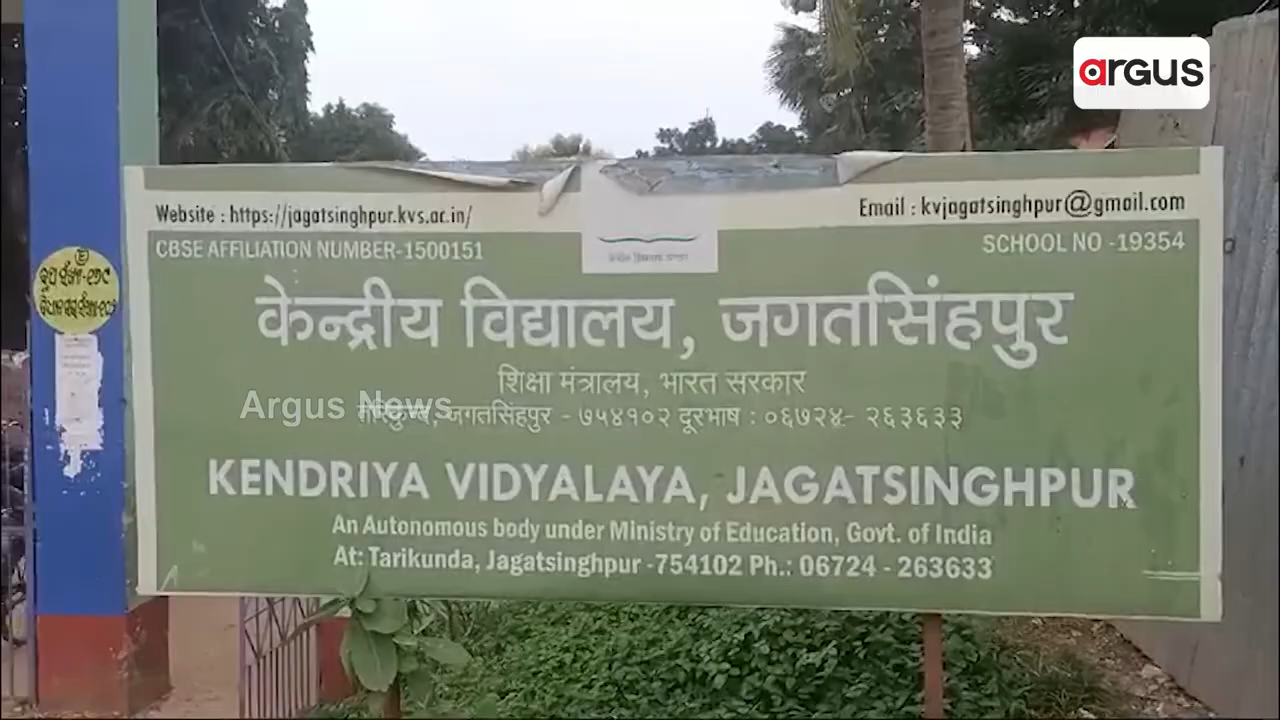 argus
Website : https://jagatsinghpur.kvs.ac.in/
Email : kvjagatsinghpur@gmail.com
CBSE AFFILIATION NUMBER-1500151
SCHOOL NO -19354
केन्द्रीय विद्यालय, जगतसिंहपुर
शिक्षा मंत्रालय, भारत सरकार
Argus News
जगतसिंहपुर - ७५४१०२ दूरभाष : ०६७२४- २६३६३३
KENDRIYA VIDYALAYA, JAGATSINGHPUR
An Autonomous body under Ministry of Education, Govt. of India
At: Tarikunda, Jagatsinghpur -754102 Ph.: 06724 - 263633